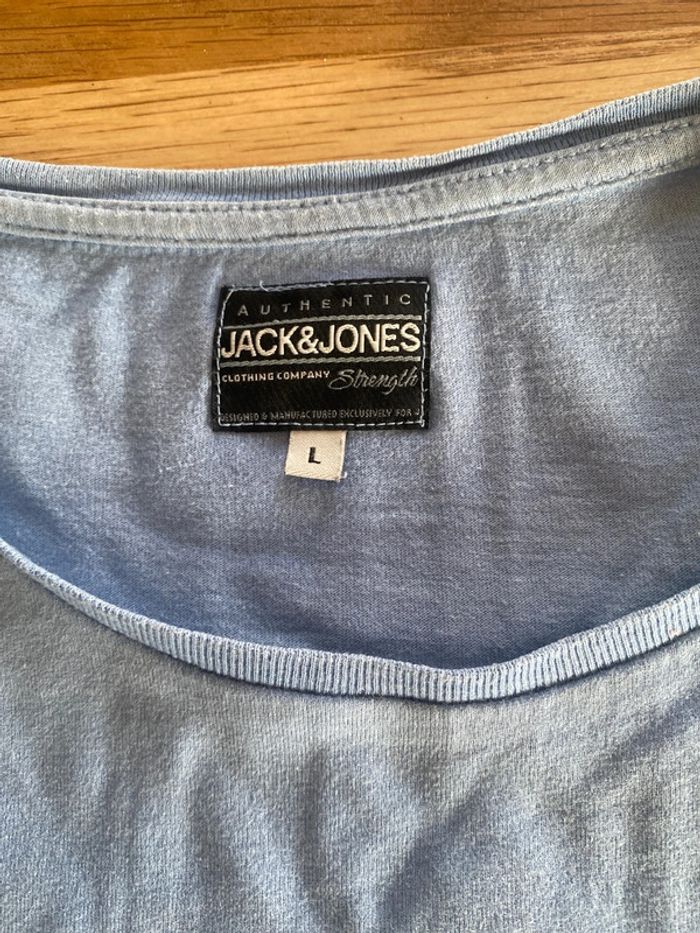 AUTHENTIC
JACK&JONES
CLOTHING COMPANY Strength
DESIGNED & MANUFACTURED EXCLUSIVELY FOR J
L